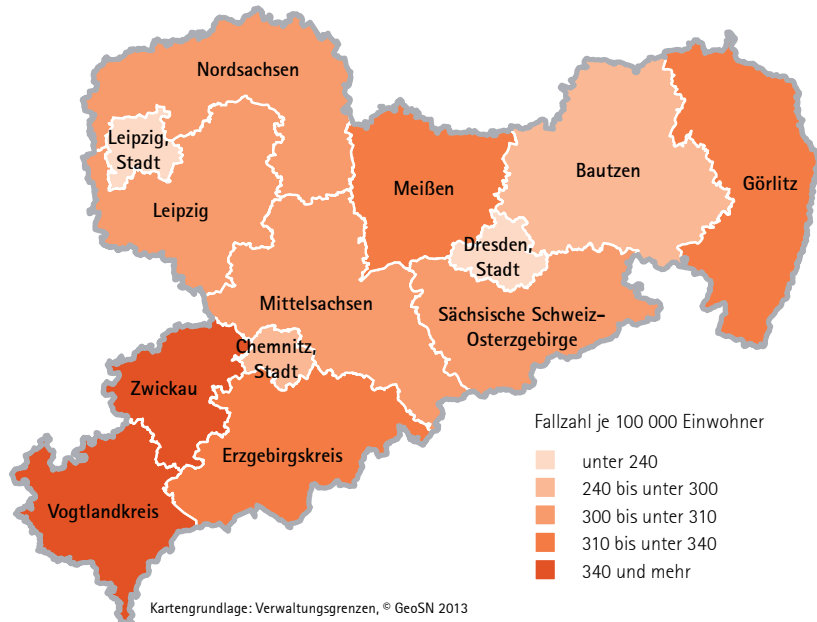 Nordsachsen
Leipzig,
Stadt
Leipzig
Meißen
Bautzen
Görlitz
Dresden,
Stadt
Mittelsachsen
Sächsische Schweiz-
Osterzgebirge
Chemnitz,
Stadt
Zwickau
Erzgebirgskreis
Vogtlandkreis
Fallzahl je 100 000 Einwohner
unter 240
240 bis unter 300
300 bis unter 310
310 bis unter 340
340 und mehr
Kartengrundlage: Verwaltungsgrenzen, © GeoSN 2013